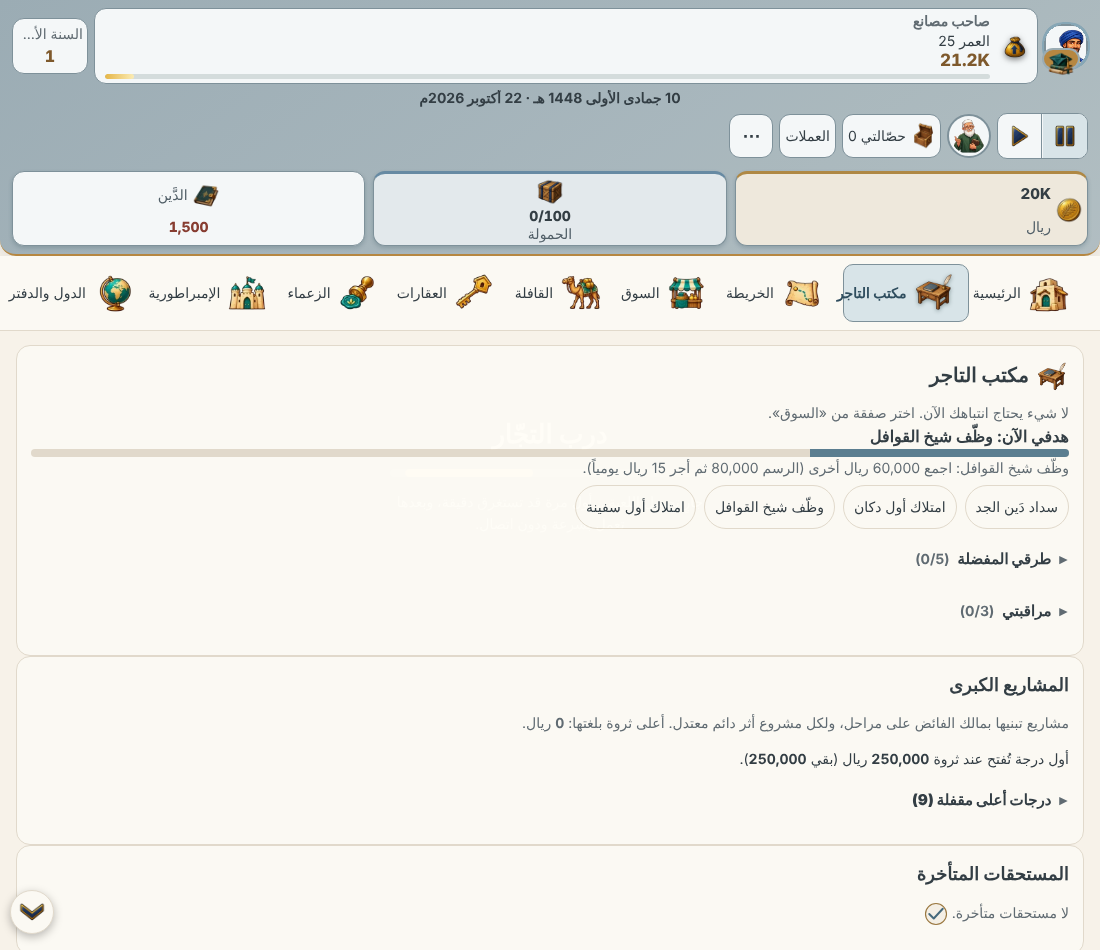 صاحب مصانع
العمر 25
21.2K
السنة الأ...
1
10 جمادى الأولى 1448 هـ · 22 أكتوبر 2026م
حصّالتي 0
العملات
...
20K
ريال
0/100
الحمولة
الدَّين
1,500
الرئيسية
مكتب التاجر
الخريطة
السوق
القافلة
العقارات
الزعماء
الإمبراطورية
الدول والدفتر
مكتب التاجر
لا شيء يحتاج انتباهك الآن. اختر صفقة من «السوق».
درب التجّار
هدفي الآن: وظّف شيخ القوافل
وظّف شيخ القوافل: اجمع 60,000 ريال أخرى (الرسم 80,000 ثم أجر 15 ريال يومياً).
سداد دَين الجد
امتلاك أول دكان
وظّف شيخ القوافل
امتلاك أول سفينة
طرقي المفضلة (0/5)
مراقبتي (0/3)
المشاريع الكبرى
مشاريع تبنيها بمالك الفائض على مراحل، ولكل مشروع أثر دائم معتدل. أعلى ثروة بلغتها: 0 ريال.
أول درجة تُفتح عند ثروة 250,000 ريال (بقي 250,000).
درجات أعلى مقفلة (9)
المستحقات المتأخرة
لا مستحقات متأخرة.